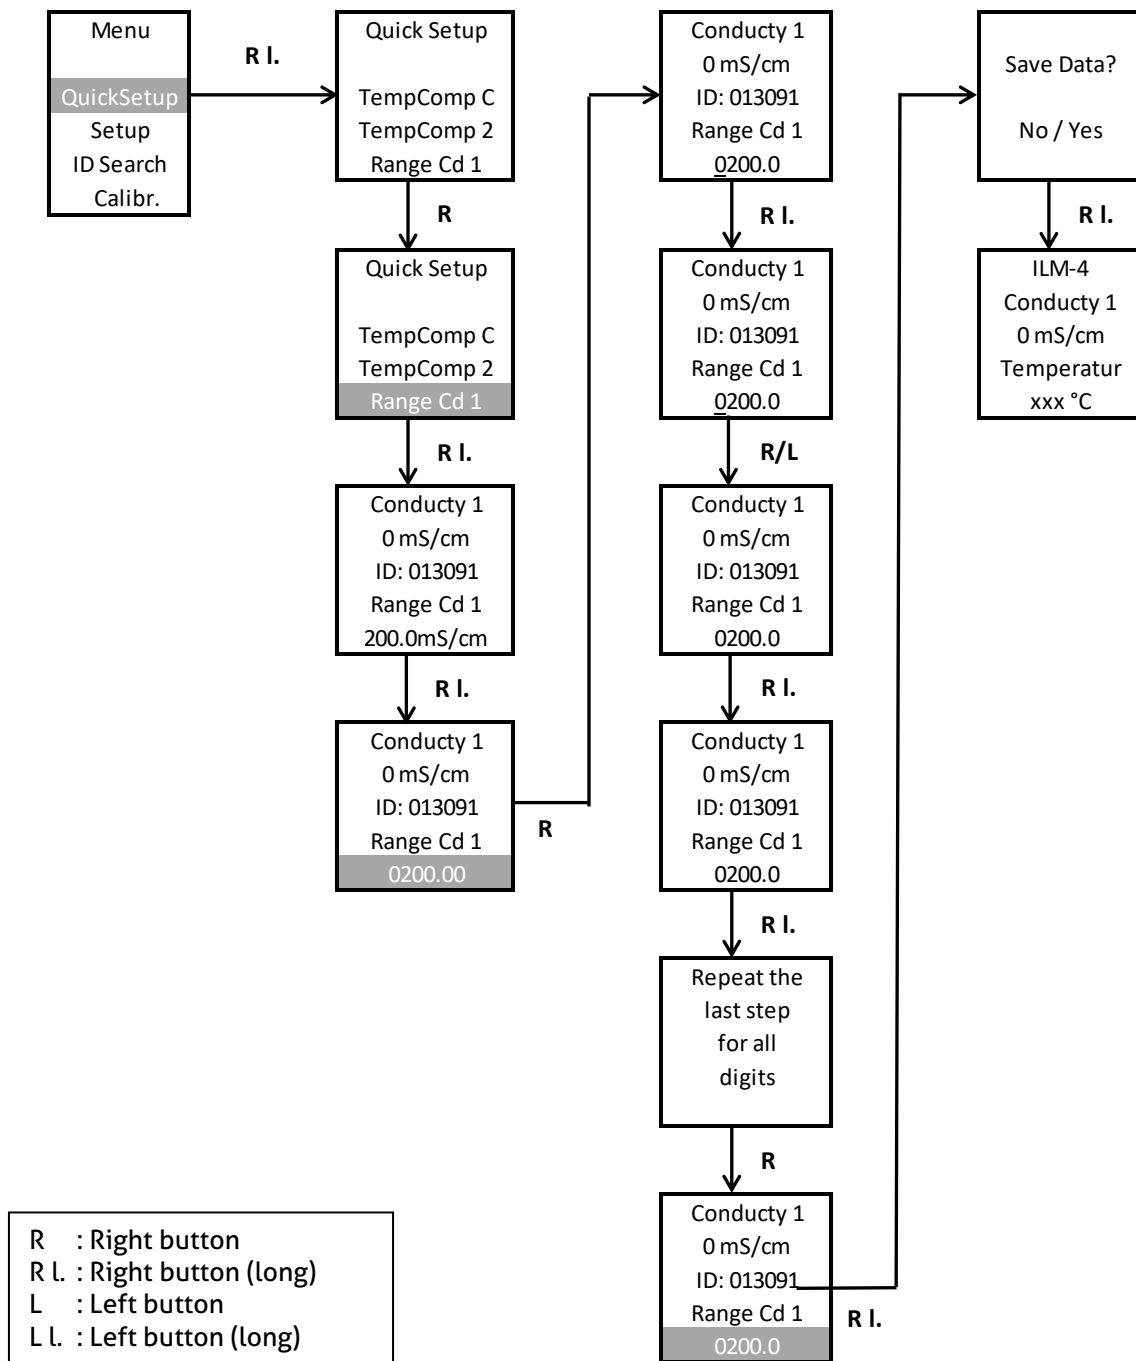 Menu
QuickSetup
Setup
ID Search
Calibr.
R l.
Quick Setup
TempComp C
TempComp 2
Range Cd 1
R
Quick Setup
TempComp C
TempComp 2
Range Cd 1
R l.
Conducty 1
0 mS/cm
ID: 013091
Range Cd 1
200.0mS/cm
R l.
Conducty 1
0 mS/cm
ID: 013091
Range Cd 1
0200.00
R
Conducty 1
0 mS/cm
ID: 013091
Range Cd 1
0200.0
R l.
Conducty 1
0 mS/cm
ID: 013091
Range Cd 1
0200.0
R/L
Conducty 1
0 mS/cm
ID: 013091
Range Cd 1
0200.0
R l.
Conducty 1
0 mS/cm
ID: 013091
Range Cd 1
0200.0
R l.
Repeat the
last step
for all
digits
R
Conducty 1
0 mS/cm
ID: 013091
Range Cd 1
0200.0
R l.
Save Data?
No / Yes
R l.
ILM-4
Conducty 1
0 mS/cm
Temperatur
xxx °C
R : Right button
R l. : Right button (long)
L : Left button
L l. : Left button (long)